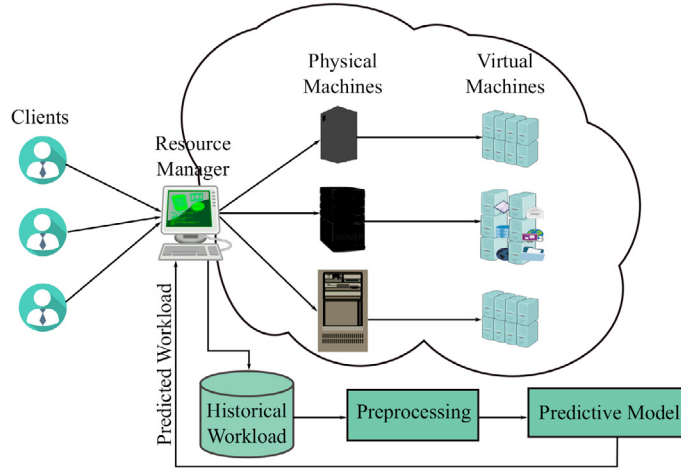 Physical
Machines
Virtual
Machines
Clients
Resource
Manager
Predicted Workload
Historical
Workload
Preprocessing
Predictive Model